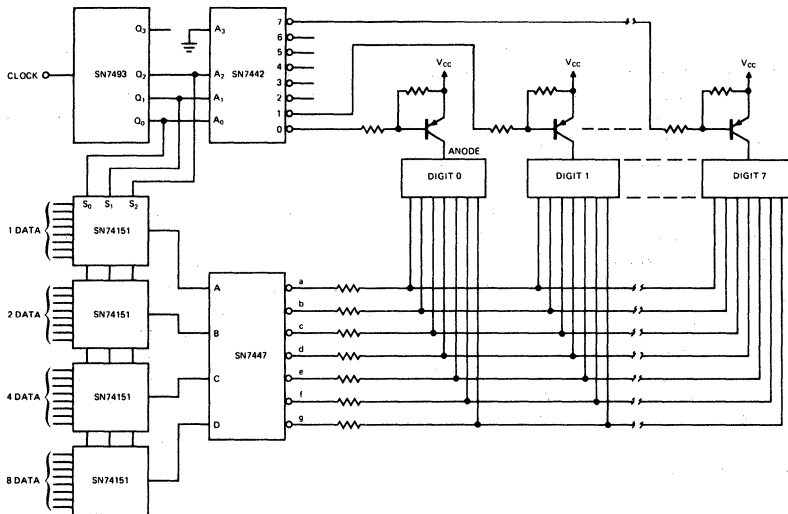 CLOCK
SN7493
Q3
Q2
Q1
Q0
A3
A2
A1
A0
SN7442
7
6
5
4
3
2
1
0
VCC
VCC
VCC
ANODE
DIGIT 0
DIGIT 1
DIGIT 7
S0 S1 S2
1 DATA
SN74151
2 DATA
SN74151
4 DATA
SN74151
8 DATA
SN74151
A
B
C
D
SN7447
a
b
c
d
e
f
g